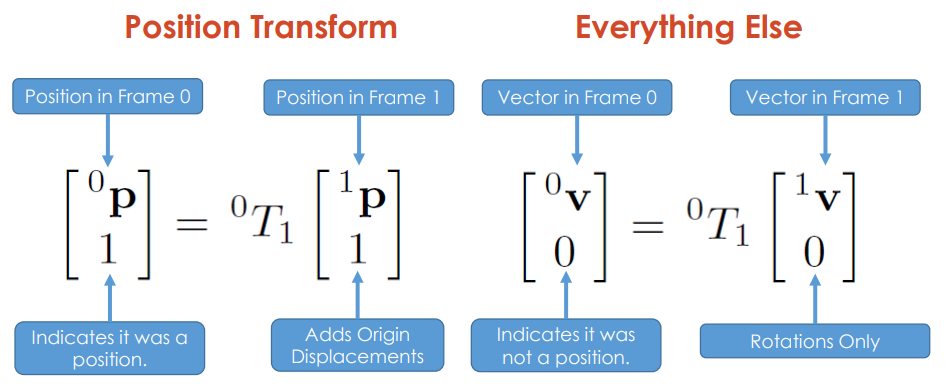 Position Transform
Everything Else
Position in Frame 0
Position in Frame 1
Vector in Frame 0
Vector in Frame 1
[⁰p 1] = ⁰T₁ [¹p 1]
[⁰v 0] = ⁰T₁ [¹v 0]
Indicates it was a
position.
Adds Origin
Displacements
Indicates it was
not a position.
Rotations Only